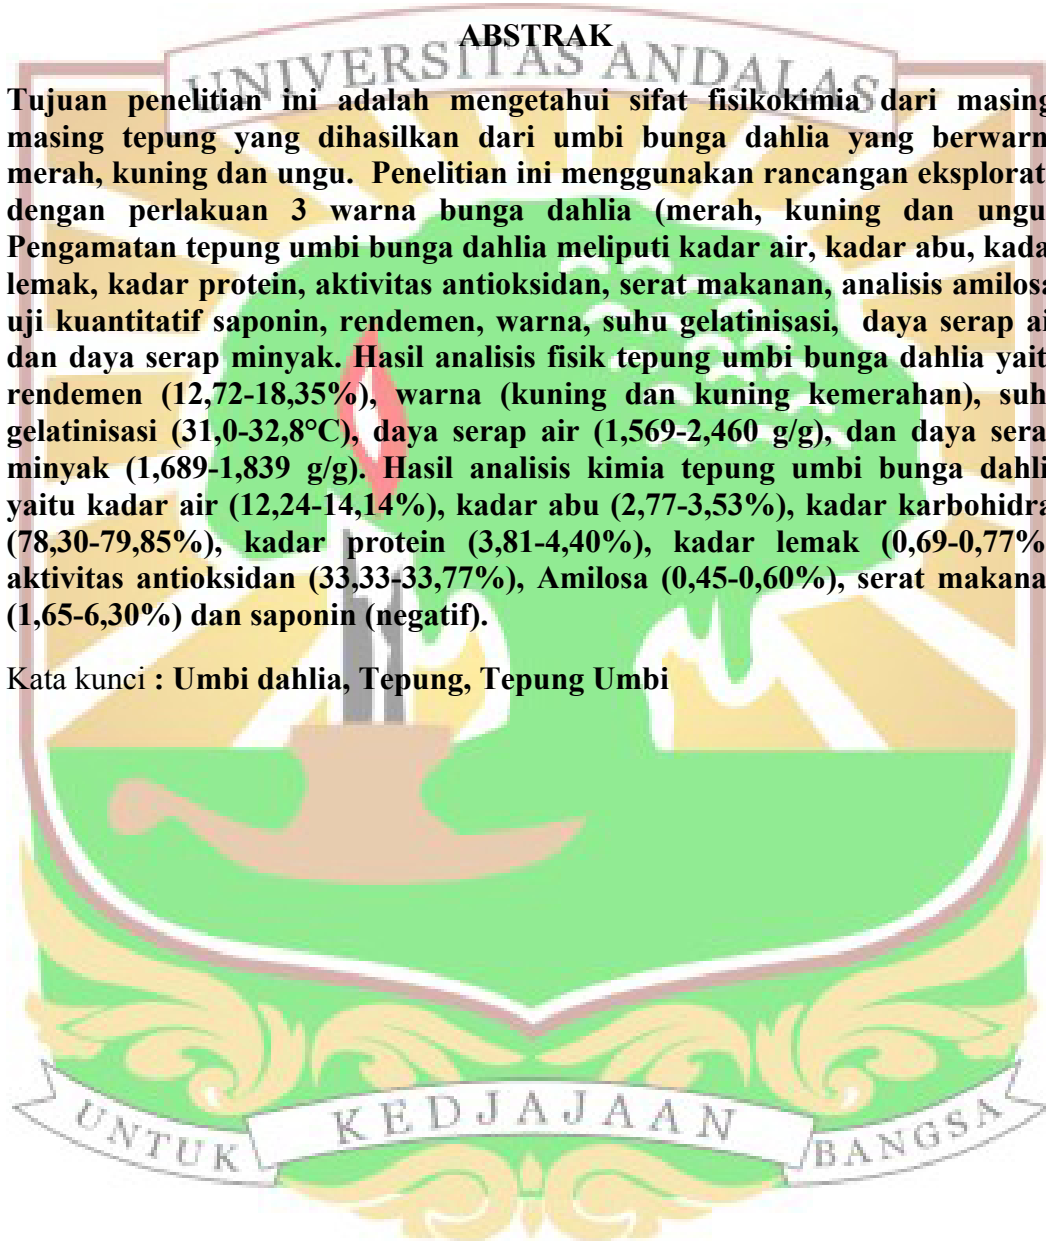 ABSTRAK
UNIVERSITAS ANDALAS
Tujuan penelitian ini adalah mengetahui sifat fisikokimia dari masing
masing tepung yang dihasilkan dari umbi bunga dahlia yang berwarn
merah, kuning dan ungu. Penelitian ini menggunakan rancangan eksplorat
dengan perlakuan 3 warna bunga dahlia (merah, kuning dan ungu
Pengamatan tepung umbi bunga dahlia meliputi kadar air, kadar abu, kada
lemak, kadar protein, aktivitas antioksidan, serat makanan, analisis amilosa
uji kuantitatif saponin, rendemen, warna, suhu gelatinisasi, daya serap ai
dan daya serap minyak. Hasil analisis fisik tepung umbi bunga dahlia yait
rendemen (12,72-18,35%), warna (kuning dan kuning kemerahan), suh
gelatinisasi (31,0-32,8°C), daya serap air (1,569-2,460 g/g), dan daya sera
minyak (1,689-1,839 g/g). Hasil analisis kimia tepung umbi bunga dahli
yaitu kadar air (12,24-14,14%), kadar abu (2,77-3,53%), kadar karbohidra
(78,30-79,85%), kadar protein (3,81-4,40%), kadar lemak (0,69-0,77%
aktivitas antioksidan (33,33-33,77%), Amilosa (0,45-0,60%), serat makana
(1,65-6,30%) dan saponin (negatif).
Kata kunci : Umbi dahlia, Tepung, Tepung Umbi
UNTUK KEDJAJAAN BANGSA